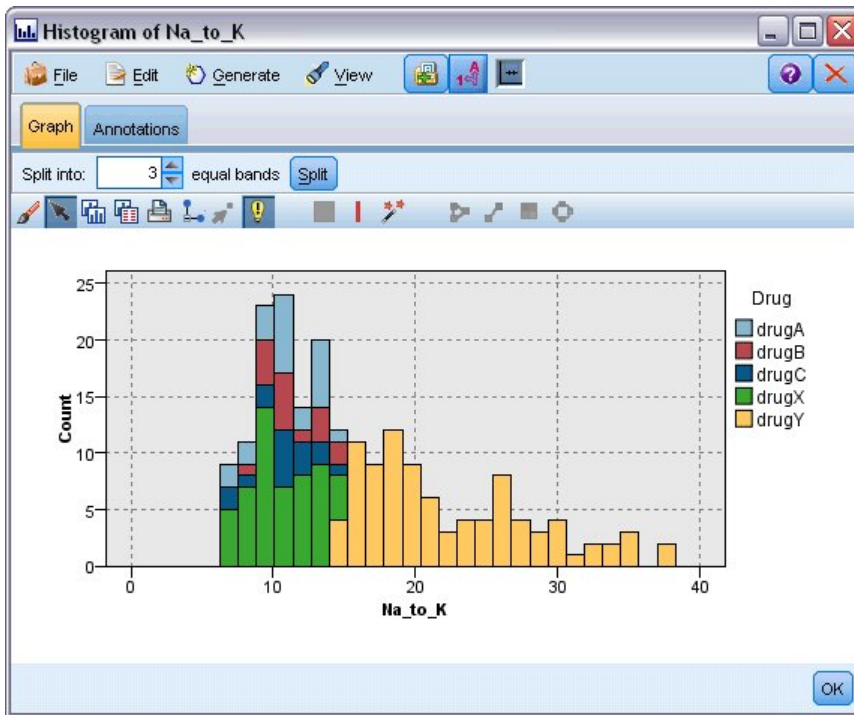 Histogram of Na_to_K
File Edit Generate View
Graph Annotations
Split into: 3 equal bands Split
25
20
15
10
5
0
Count
0 10 20 30 40
Na_to_K
Drug
drugA
drugB
drugC
drugX
drugY
OK